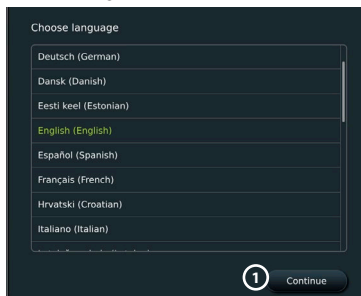 Choose language
Deutsch (German)
Dansk (Danish)
Eesti keel (Estonian)
English (English)
Español (Spanish)
Français (French)
Hrvatski (Croatian)
Italiano (Italian)
1 Continue